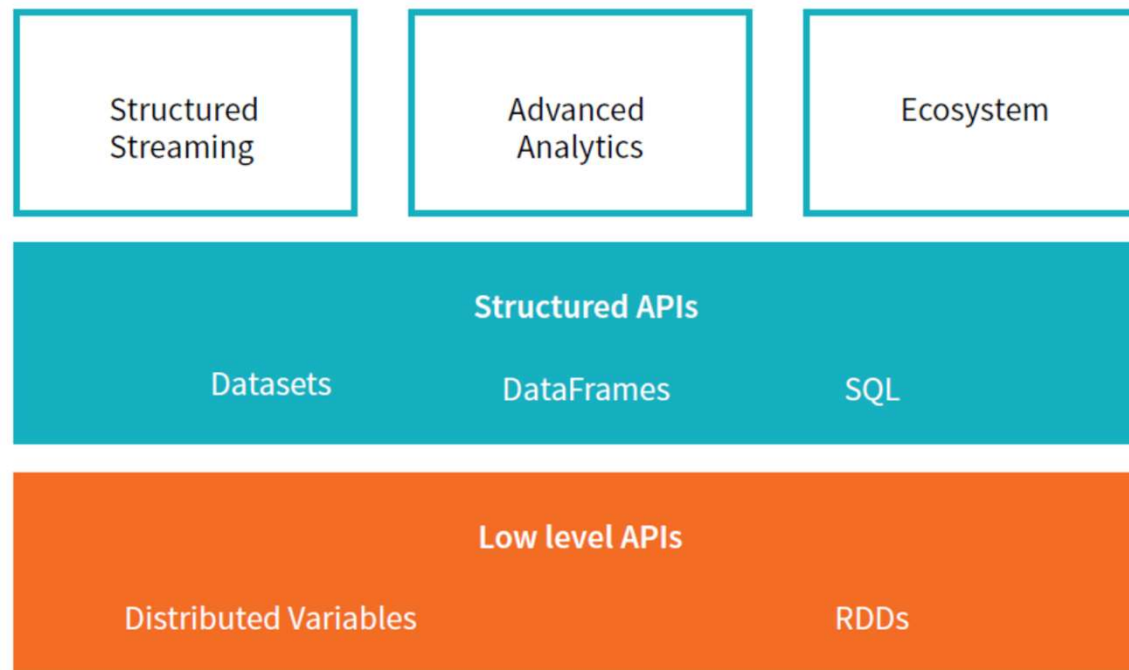 Structured
Streaming
Advanced
Analytics
Ecosystem
Structured APIs
Datasets
DataFrames
SQL
Low level APIs
Distributed Variables
RDDs